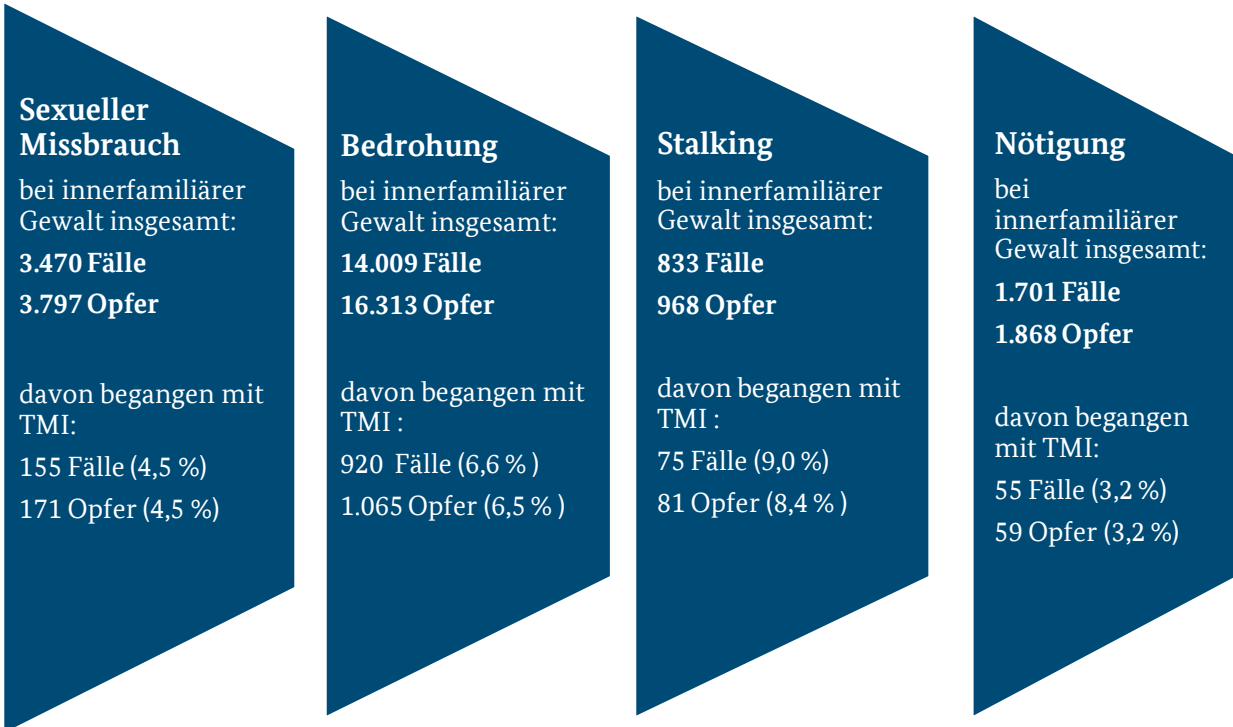 Sexueller
Missbrauch
bei innerfamiliärer
Gewalt insgesamt:
3.470 Fälle
3.797 Opfer
davon begangen mit
TMI:
155 Fälle (4,5 %)
171 Opfer (4,5 %)
Bedrohung
bei innerfamiliärer
Gewalt insgesamt:
14.009 Fälle
16.313 Opfer
davon begangen mit
TMI :
920 Fälle (6,6 % )
1.065 Opfer (6,5 % )
Stalking
bei innerfamiliärer
Gewalt insgesamt:
833 Fälle
968 Opfer
davon begangen mit
TMI :
75 Fälle (9,0 %)
81 Opfer (8,4 % )
Nötigung
bei
innerfamiliärer
Gewalt insgesamt:
1.701 Fälle
1.868 Opfer
davon begangen
mit TMI:
55 Fälle (3,2 %)
59 Opfer (3,2 %)